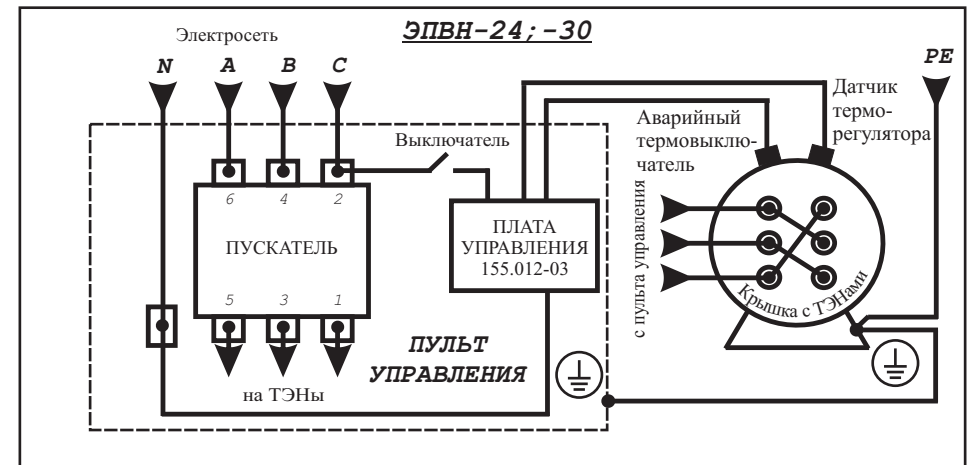 ЭПВН-24;-30
Электросеть
N
A
B
C
PE
Датчик
термо-
регулятора
Аварийный
термовыклю-
чатель
Выключатель
6
4
2
ПУСКАТЕЛЬ
5
3
1
на ТЭНы
ПЛАТА
УПРАВЛЕНИЯ
155.012-03
ПУЛЬТ
УПРАВЛЕНИЯ
с пульта управления
Крышка с ТЭНами